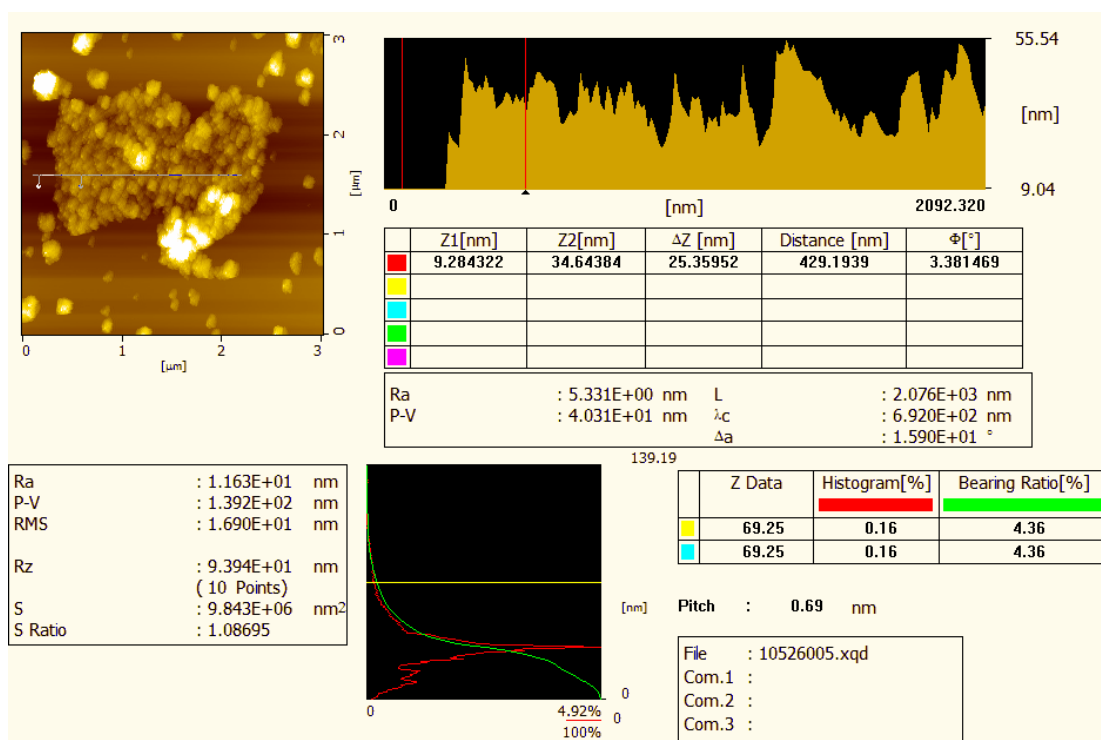 3
2
1
0
[μm]
0 1 2 3
[μm]
55.54
[nm]
9.04
0 [nm] 2092.320
Z1[nm] Z2[nm] ΔZ [nm] Distance [nm] Φ[°]
9.284322 34.64384 25.35952 429.1939 3.381469
Ra : 5.331E+00 nm L : 2.076E+03 nm
P-V : 4.031E+01 nm λc : 6.920E+02 nm
Δa : 1.590E+01 °
Ra : 1.163E+01 nm
P-V : 1.392E+02 nm
RMS : 1.690E+01 nm
Rz : 9.394E+01 nm
( 10 Points)
S : 9.843E+06 nm2
S Ratio : 1.08695
139.19
[nm]
0
0 4.92% 0
100%
Z Data Histogram[%] Bearing Ratio[%]
69.25 0.16 4.36
69.25 0.16 4.36
Pitch : 0.69 nm
File : 10526005.xqd
Com.1 :
Com.2 :
Com.3 :